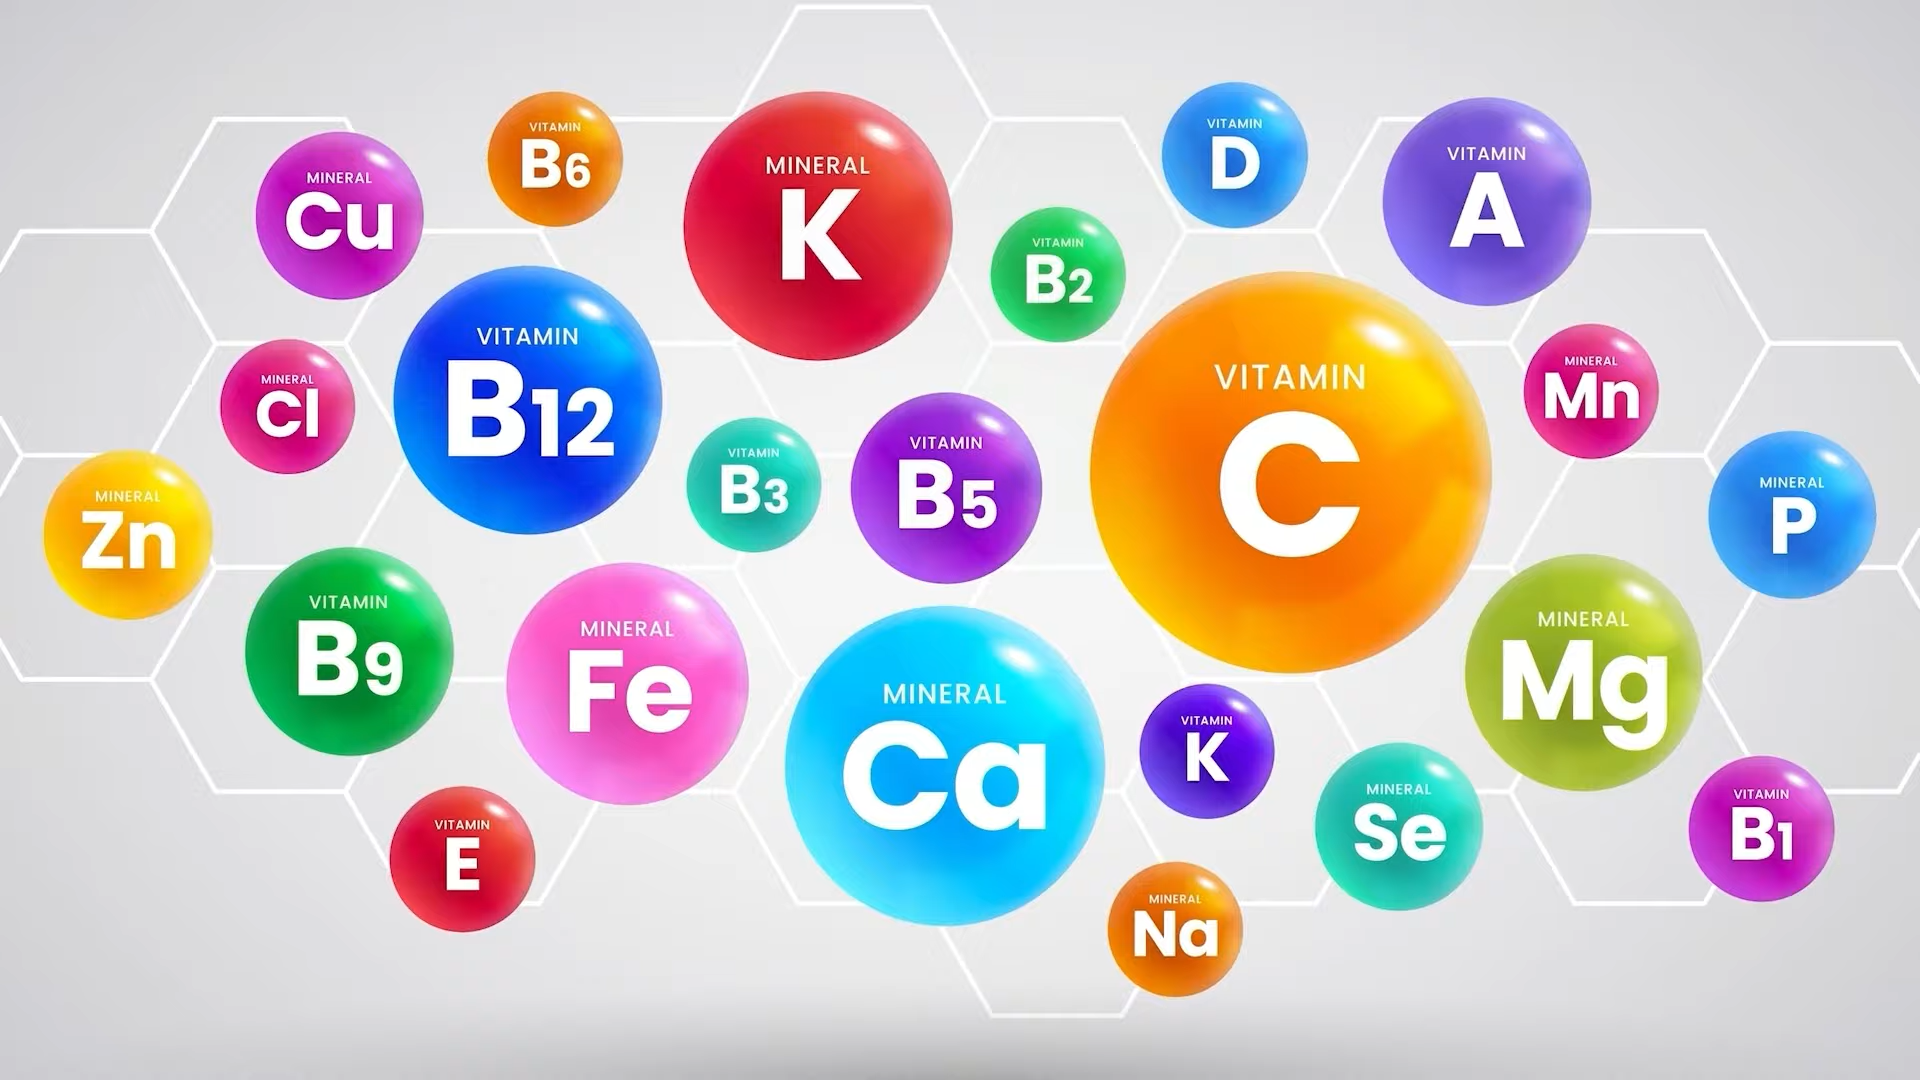 MINERAL
Cu
VITAMIN
B6
MINERAL
K
VITAMIN
B2
VITAMIN
D
VITAMIN
A
MINERAL
Cl
VITAMIN
B12
VITAMIN
B3
VITAMIN
B5
VITAMIN
C
MINERAL
Mn
MINERAL
P
MINERAL
Zn
VITAMIN
B9
MINERAL
Fe
MINERAL
Ca
VITAMIN
K
MINERAL
Mg
VITAMIN
E
MINERAL
Na
MINERAL
Se
VITAMIN
B1